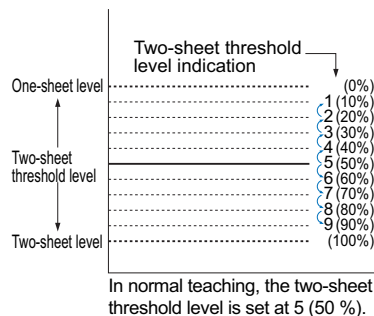 Two-sheet threshold
level indication
One-sheet level
(0%)
1 (10%)
2 (20%)
3 (30%)
4 (40%)
Two-sheet
threshold level
5 (50%)
6 (60%)
7 (70%)
8 (80%)
9 (90%)
Two-sheet level
(100%)
In normal teaching, the two-sheet
threshold level is set at 5 (50 %).